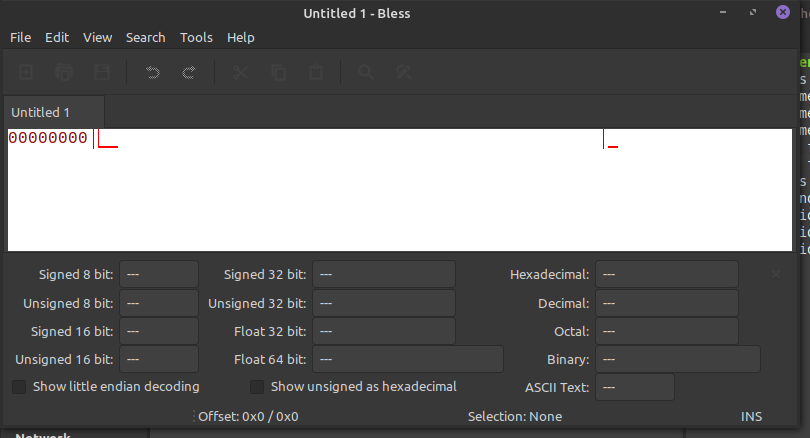 Untitled 1 - Bless
File Edit View Search Tools Help
Untitled 1
00000000
Signed 8 bit: --- Signed 32 bit: --- Hexadecimal: --- x
Unsigned 8 bit: --- Unsigned 32 bit: --- Decimal: ---
Signed 16 bit: --- Float 32 bit: --- Octal: ---
Unsigned 16 bit: --- Float 64 bit: --- Binary: ---
Show little endian decoding Show unsigned as hexadecimal ASCII Text: ---
Offset: 0x0 / 0x0 Selection: None INS
Network